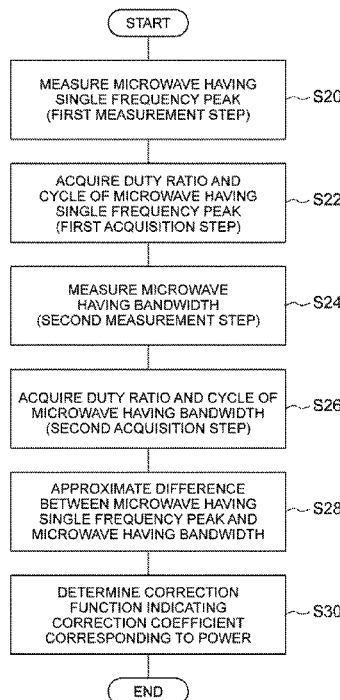 START
MEASURE MICROWAVE HAVING
SINGLE FREQUENCY PEAK
(FIRST MEASUREMENT STEP)
S20
ACQUIRE DUTY RATIO AND
CYCLE OF MICROWAVE HAVING
SINGLE FREQUENCY PEAK
(FIRST ACQUISITION STEP)
S22
MEASURE MICROWAVE
HAVING BANDWIDTH
(SECOND MEASUREMENT STEP)
S24
ACQUIRE DUTY RATIO AND CYCLE OF
MICROWAVE HAVING BANDWIDTH
(SECOND ACQUISITION STEP)
S26
APPROXIMATE DIFFERENCE
BETWEEN MICROWAVE HAVING
SINGLE FREQUENCY PEAK AND
MICROWAVE HAVING BANDWIDTH
S28
DETERMINE CORRECTION
FUNCTION INDICATING
CORRECTION COEFFICIENT
CORRESPONDING TO POWER
S30
END